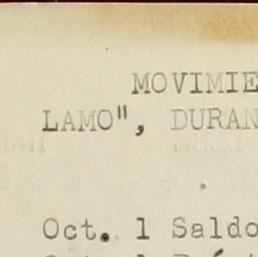 MOVIMIE
LAMO", DURAN
Oct. 1 Saldo